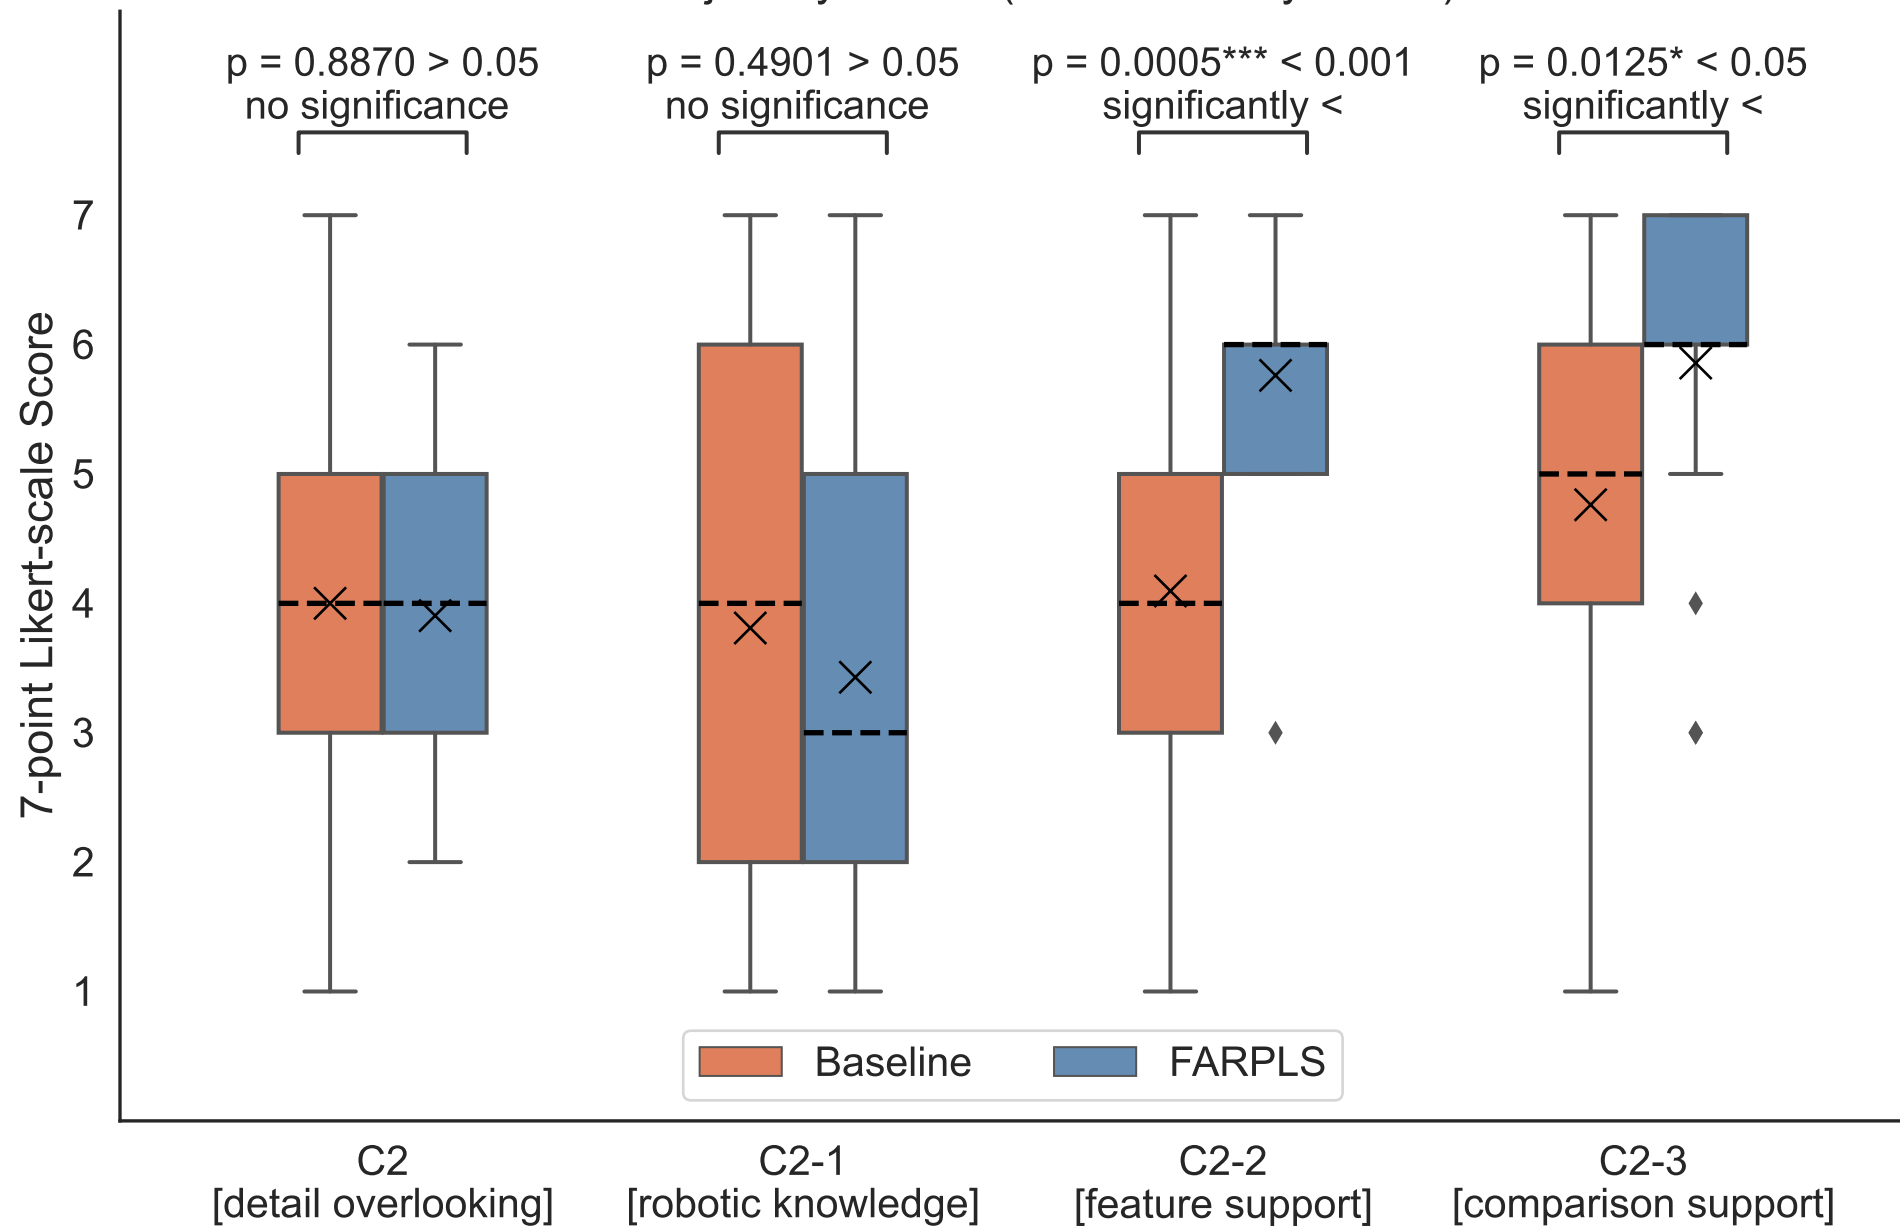 p = 0.8870 > 0.05
no significance
p = 0.4901 > 0.05
no significance
p = 0.0005*** < 0.001
significantly <
p = 0.0125* < 0.05
significantly <
7-point Likert-scale Score
7
6
5
4
3
2
1
Baseline
FARPLS
C2
[detail overlooking]
C2-1
[robotic knowledge]
C2-2
[feature support]
C2-3
[comparison support]